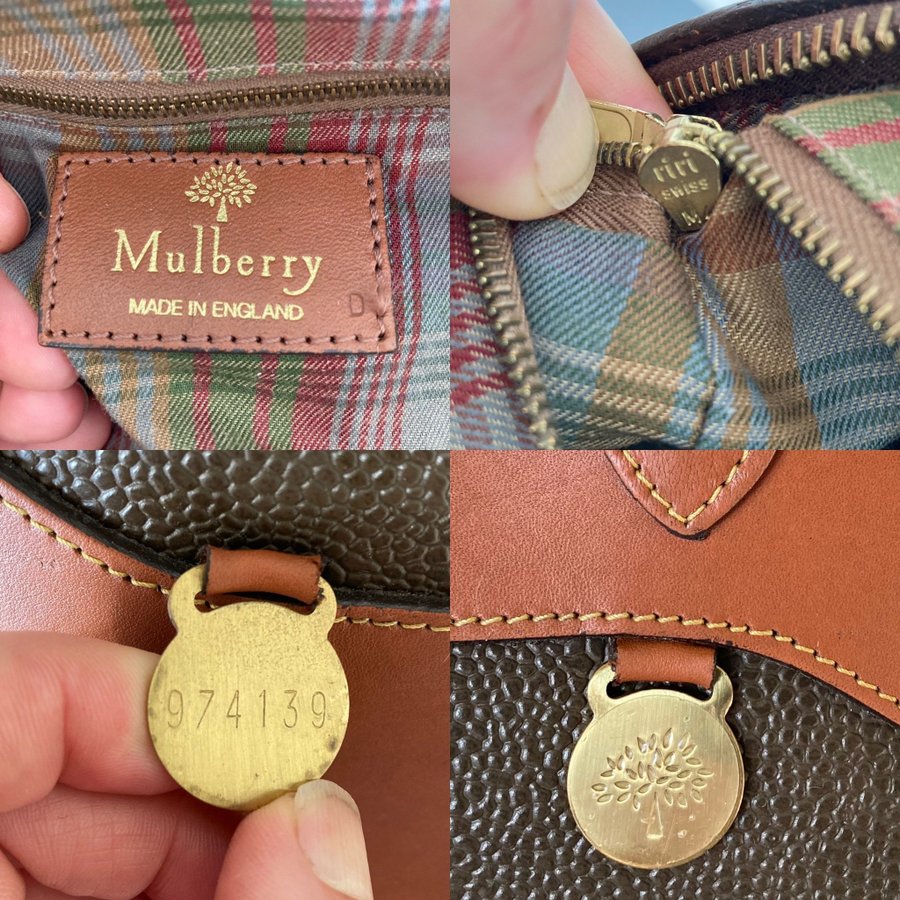 Mulberry
MADE IN ENGLAND D
riri
SWISS
M
974139